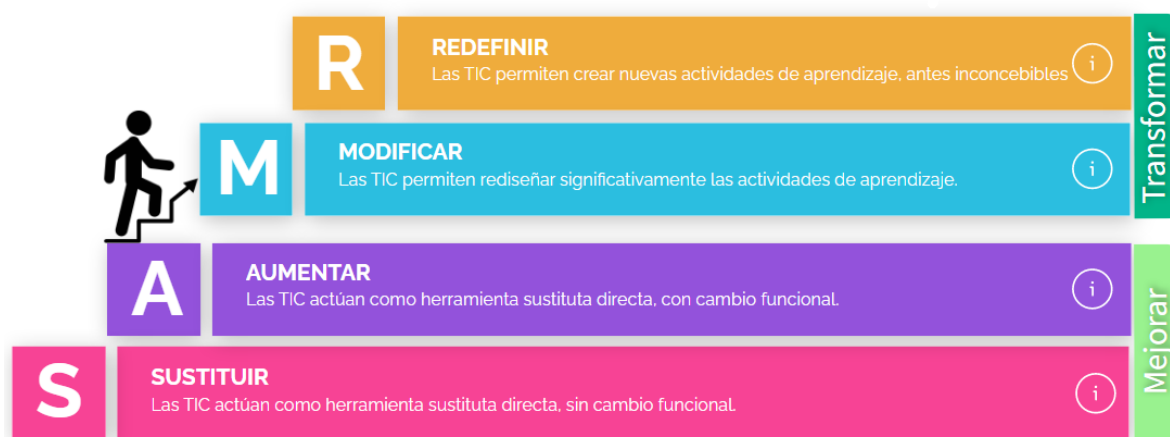 R
REDEFINIR
Las TIC permiten crear nuevas actividades de aprendizaje, antes inconcebibles
i
M
MODIFICAR
Las TIC permiten rediseñar significativamente las actividades de aprendizaje.
i
Transformar
A
AUMENTAR
Las TIC actúan como herramienta sustituta directa, con cambio funcional.
i
S
SUSTITUIR
Las TIC actúan como herramienta sustituta directa, sin cambio funcional.
i
Mejorar